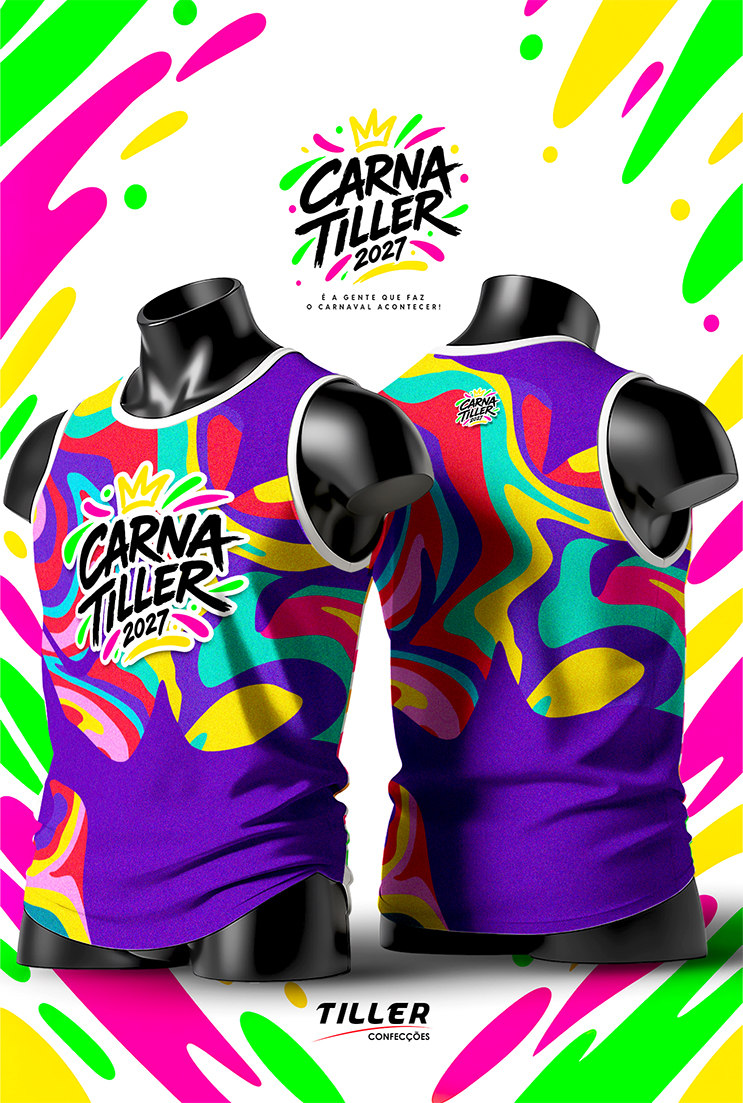 CARNA
TILLER
2027
É A GENTE QUE FAZ
O CARNAVAL ACONTECER!
CARNA
TILLER
2027
CARNA
TILLER
2027
TILLER
CONFECÇÕES